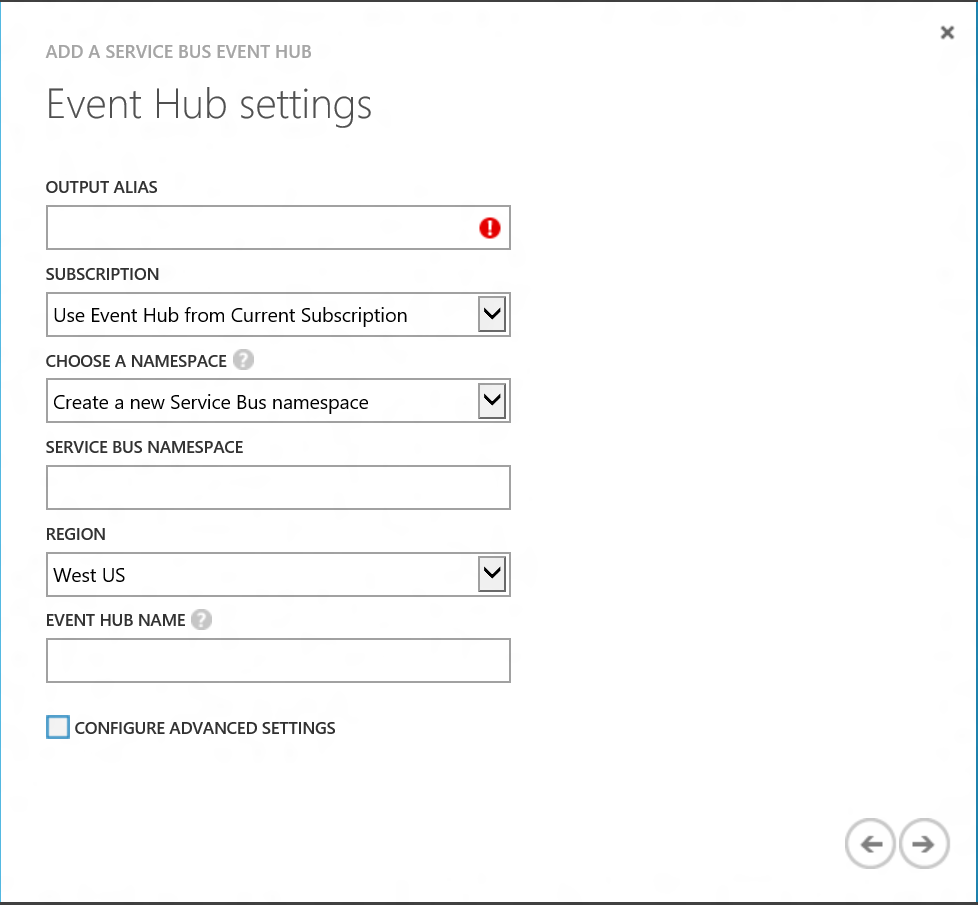 ADD A SERVICE BUS EVENT HUB
Event Hub settings
OUTPUT ALIAS
SUBSCRIPTION
Use Event Hub from Current Subscription
CHOOSE A NAMESPACE ?
Create a new Service Bus namespace
SERVICE BUS NAMESPACE
REGION
West US
EVENT HUB NAME ?
CONFIGURE ADVANCED SETTINGS